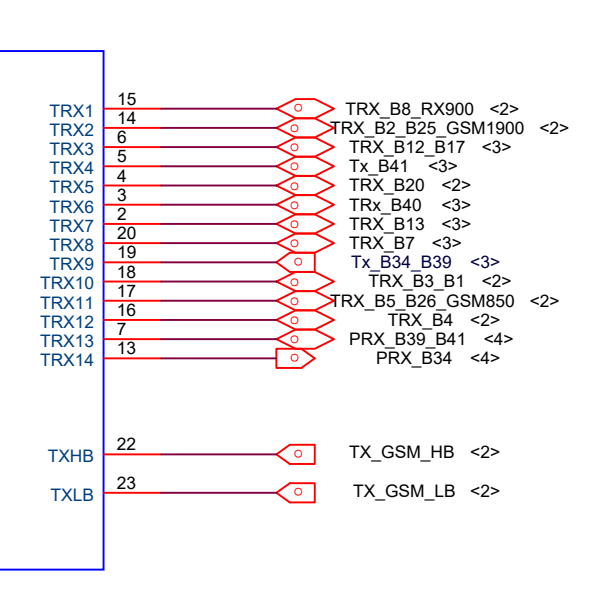 TRX1 15 TRX_B8_RX900 <2>
TRX2 14 TRX_B2_B25_GSM1900 <2>
TRX3 6 TRX_B12_B17 <3>
TRX4 5 Tx_B41 <3>
TRX5 4 TRX_B20 <2>
TRX6 3 TRx_B40 <3>
TRX7 2 TRX_B13 <3>
TRX8 20 TRX_B7 <3>
TRX9 19 Tx_B34_B39 <3>
TRX10 18 TRX_B3_B1 <2>
TRX11 17 TRX_B5_B26_GSM850 <2>
TRX12 16 TRX_B4 <2>
TRX13 7 PRX_B39_B41 <4>
TRX14 13 PRX_B34 <4>
TXHB 22 TX_GSM_HB <2>
TXLB 23 TX_GSM_LB <2>